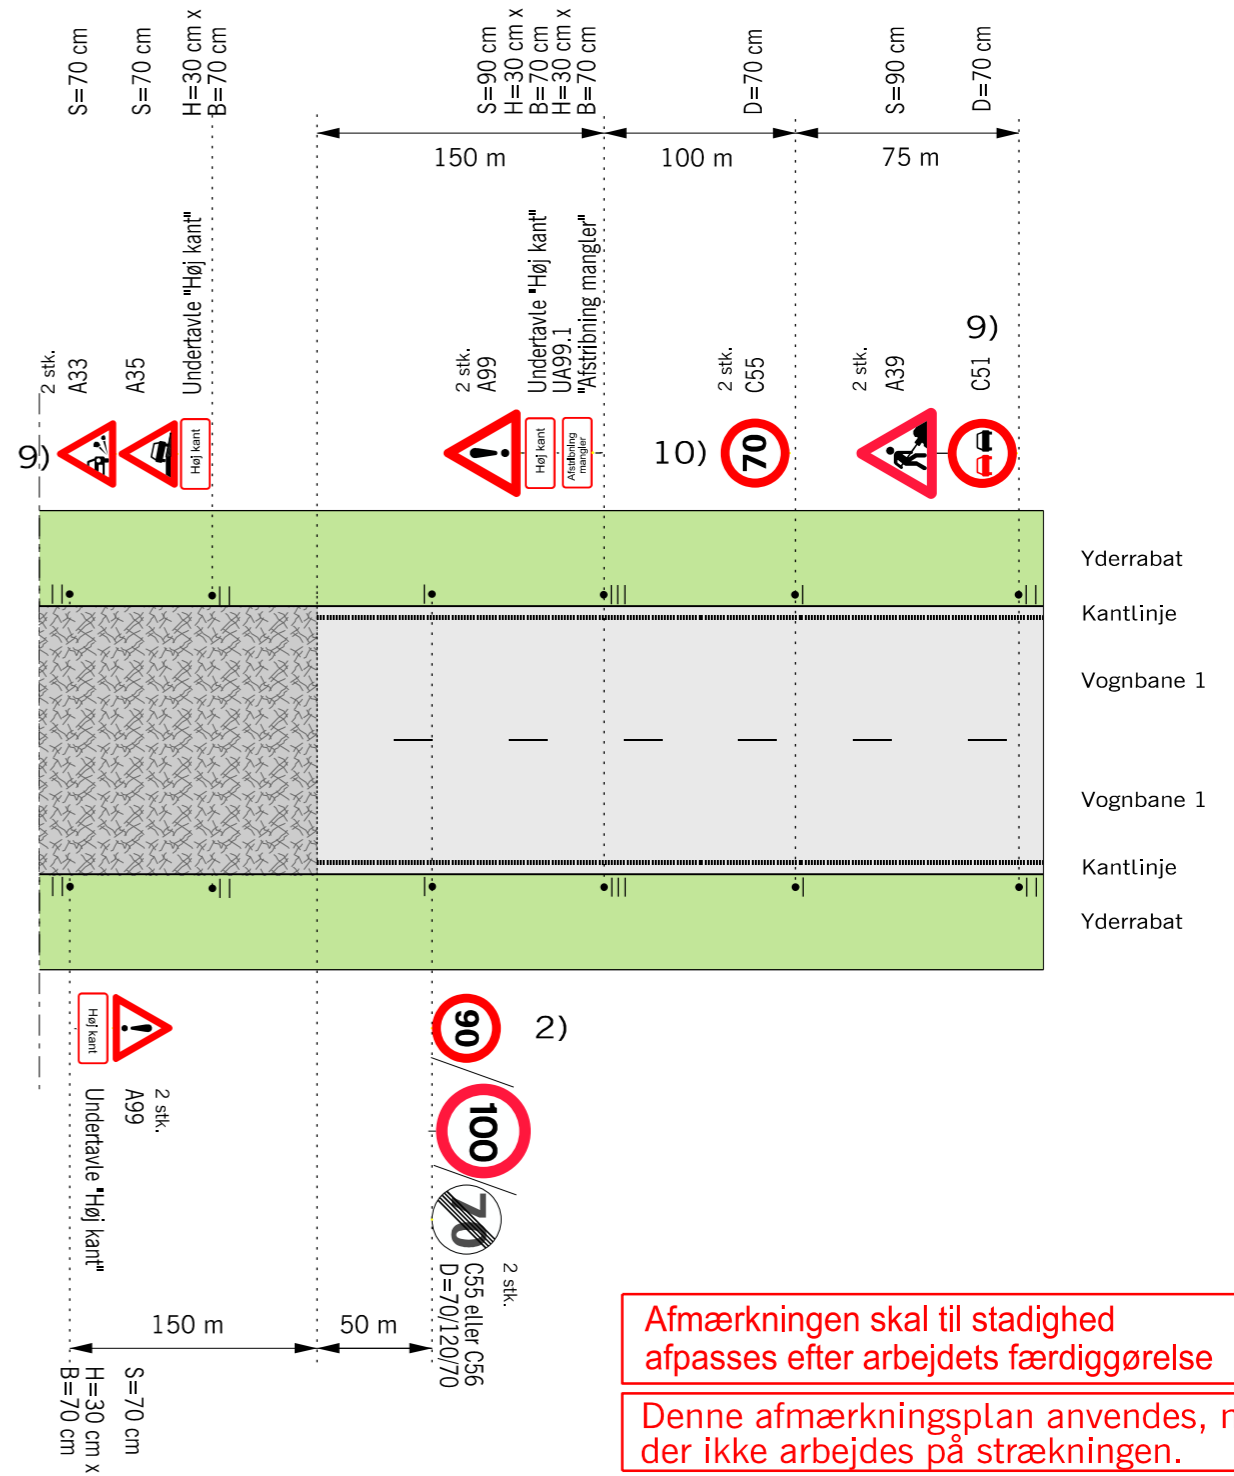 S=70 cm
S=70 cm
H=30 cm x
B=70 cm
S=90 cm
H=30 cm x
B=70 cm
H=30 cm x
B=70 cm
D=70 cm
S=90 cm
D=70 cm
150 m
100 m
75 m
2 stk.
A33
A35
Undertavle "Høj kant"
2 stk.
A99
Undertavle "Høj kant"
UA99.1
"Afstribning mangler"
2 stk.
C55
2 stk.
A39
9)
C51
9)
Høj kant
Høj kant
Afstribning
mangler
10)
70
Yderrabat
Kantlinje
Vognbane 1
Vognbane 1
Kantlinje
Yderrabat
Høj kant
2 stk.
A99
Undertavle "Høj kant"
90
2)
100
70
2 stk.
C55 eller C56
D=70/120/70
150 m
50 m
S=70 cm
H=30 cm x
B=70 cm
Afmærkningen skal til stadighed
afpasses efter arbejdets færdiggørelse
Denne afmærkningsplan anvendes, n
der ikke arbejdes på strækningen.